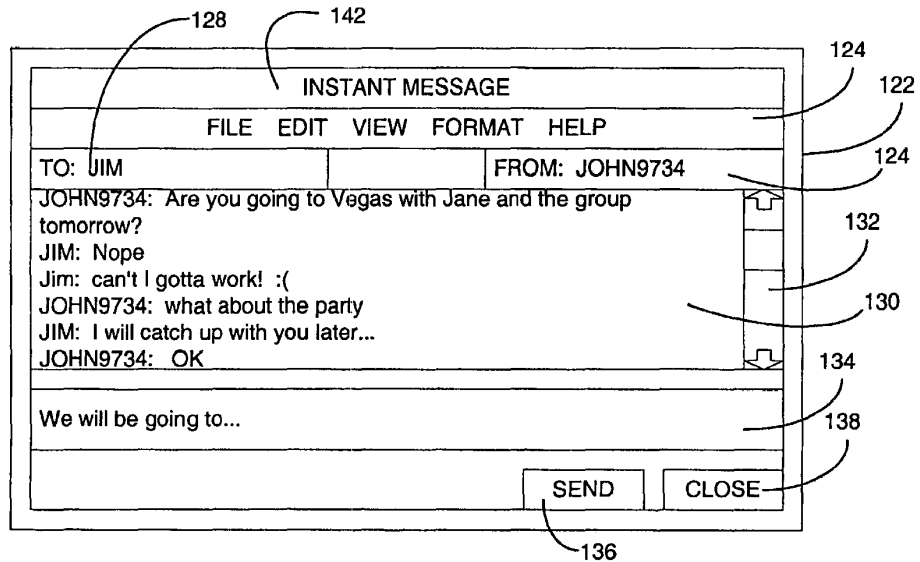 128
142
INSTANT MESSAGE
124
FILE EDIT VIEW FORMAT HELP
122
TO: JIM
FROM: JOHN9734
124
JOHN9734: Are you going to Vegas with Jane and the group
tomorrow?
132
JIM: Nope
Jim: can't I gotta work! :(
JOHN9734: what about the party
130
JIM: I will catch up with you later...
JOHN9734: OK
134
We will be going to...
138
SEND
CLOSE
136